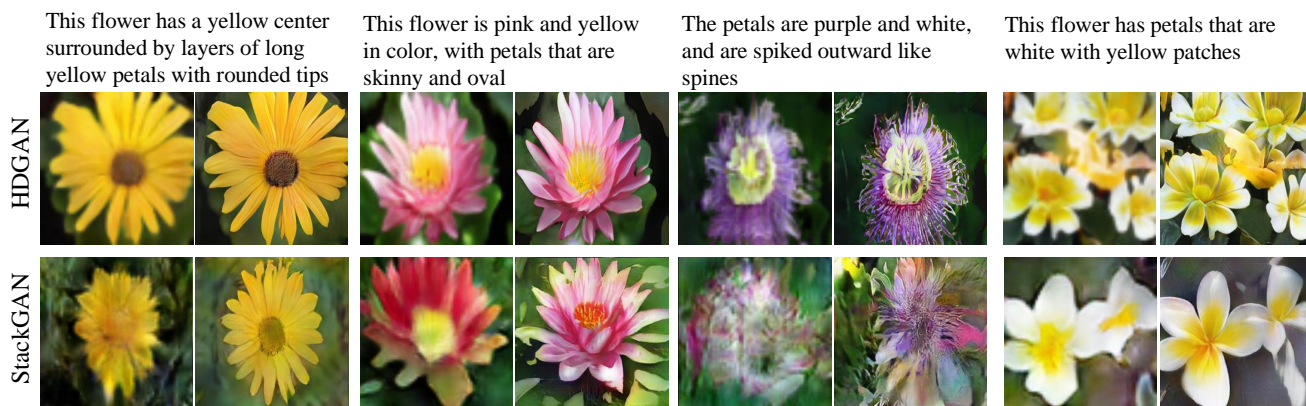 This flower has a yellow center
surrounded by layers of long
yellow petals with rounded tips
This flower is pink and yellow
in color, with petals that are
skinny and oval
The petals are purple and white,
and are spiked outward like
spines
This flower has petals that are
white with yellow patches
HDGAN
StackGAN